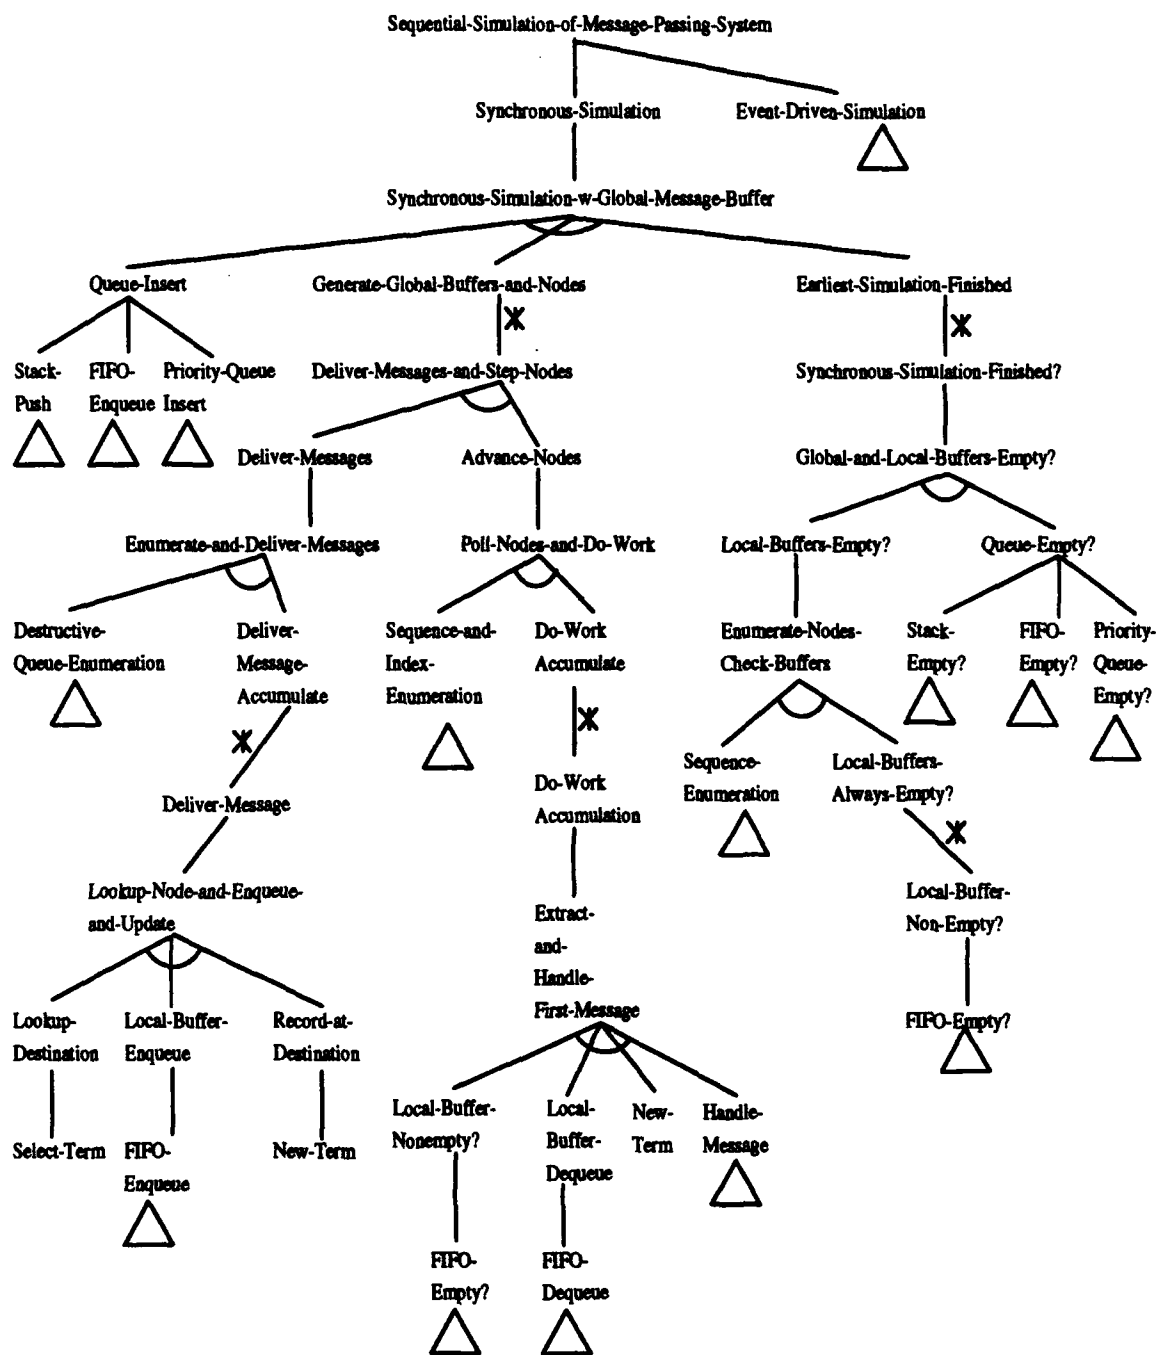 Sequential-Simulation-of-Message-Passing-System
Synchronous-Simulation
Event-Driven-Simulation
Synchronous-Simulation-w-Global-Message-Buffer
Queue-Insert
Generate-Global-Buffers-and-Nodes
Earliest-Simulation-Finished
Stack-
Push
FIFO-
Enqueue
Priority-Queue
Insert
Deliver-Messages-and-Step-Nodes
Synchronous-Simulation-Finished?
Deliver-Messages
Advance-Nodes
Global-and-Local-Buffers-Empty?
Enumerate-and-Deliver-Messages
Poll-Nodes-and-Do-Work
Local-Buffers-Empty?
Queue-Empty?
Destructive-
Queue-Enumeration
Deliver-
Message-
Accumulate
Sequence-and-
Index-
Enumeration
Do-Work
Accumulate
Enumerate-Nodes-
Check-Buffers
Stack-
Empty?
FIFO-
Empty?
Priority-
Queue-
Empty?
Deliver-Message
Do-Work
Accumulation
Sequence-
Enumeration
Local-Buffers-
Always-Empty?
Lookup-Node-and-Enqueue-
and-Update
Extract-
and-
Handle-
First-Message
Local-Buffer-
Non-Empty?
Lookup-
Destination
Local-Buffer-
Enqueue
Record-at-
Destination
FIFO-Empty?
Select-Term
FIFO-
Enqueue
New-Term
Local-Buffer-
Nonempty?
Local-
Buffer-
Dequeue
New-
Term
Handle-
Message
FIFO-
Empty?
FIFO-
Dequeue